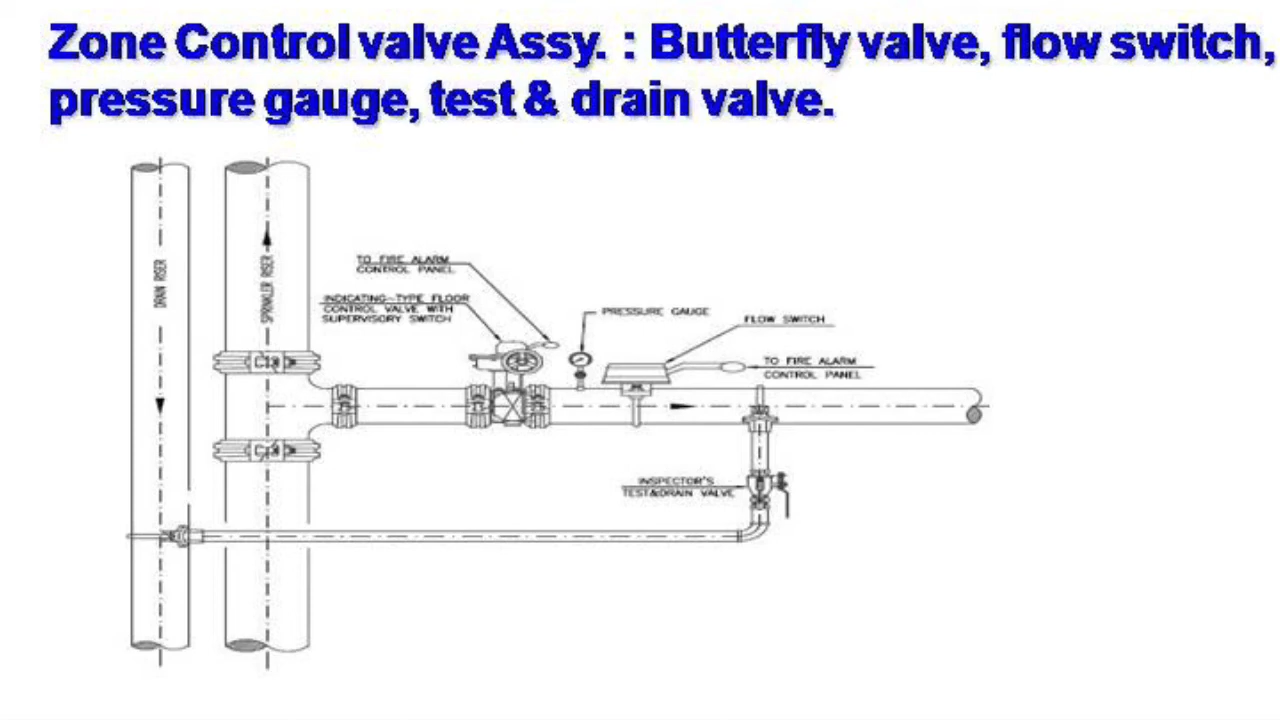 Zone Control valve Assy. : Butterfly valve, flow switch,
pressure gauge, test & drain valve.
DRAIN RISER
SPRINKLER RISER
TO FIRE ALARM
CONTROL PANEL
INDICATING-TYPE FLOOR
CONTROL VALVE WITH
SUPERVISORY SWITCH
PRESSURE GAUGE
FLOW SWITCH
TO FIRE ALARM
CONTROL PANEL
INSPECTOR'S
TEST&DRAIN VALVE